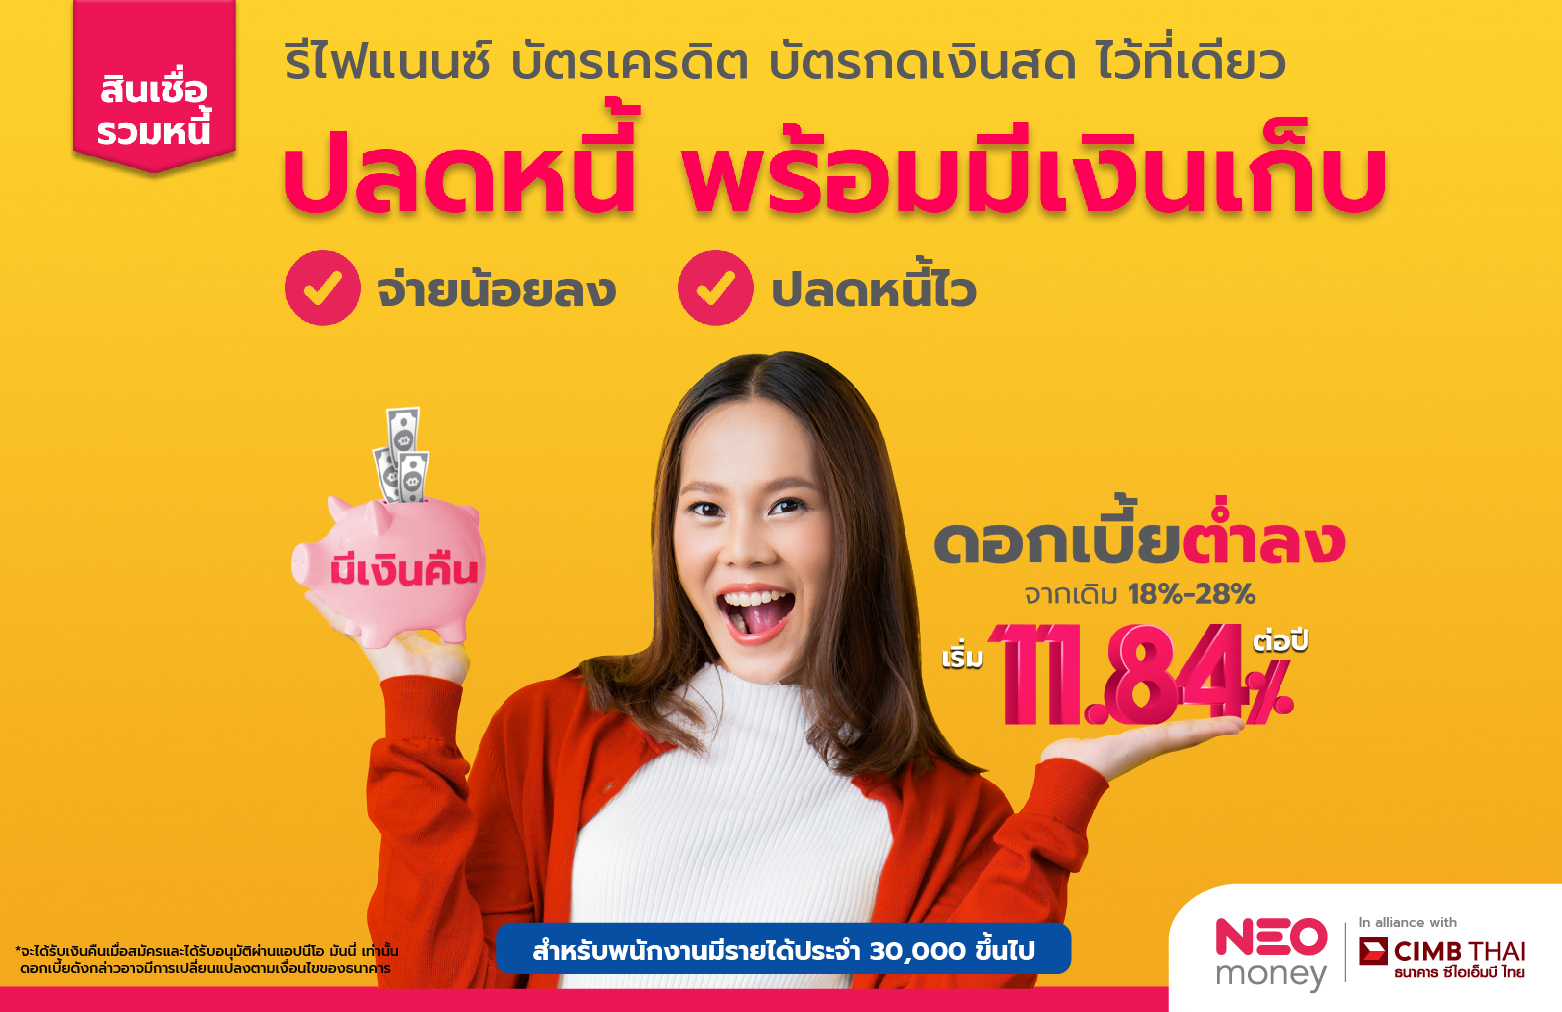 สินเชื่อ
รวมหนี้
รีไฟแนนซ์ บัตรเครดิต บัตรกดเงินสด ไว้ที่เดียว
ปลดหนี้ พร้อมมีเงินเก็บ
จ่ายน้อยลง
ปลดหนี้ไว
มีเงินคืน
ดอกเบี้ยต่ำลง
จากเดิม 18%-28%
เริ่ม 11.84% ต่อปี
*จะได้รับเงินคืนเมื่อสมัครและได้รับอนุมัติผ่านแอปนีโอ มันนี่ เท่านั้น
ดอกเบี้ยดังกล่าวอาจมีการเปลี่ยนแปลงตามเงื่อนไขของธนาคาร
สำหรับพนักงานมีรายได้ประจำ 30,000 ขึ้นไป
NEO
money
In alliance with
CIMB THAI
ธนาคาร ซีไอเอ็มบี ไทย